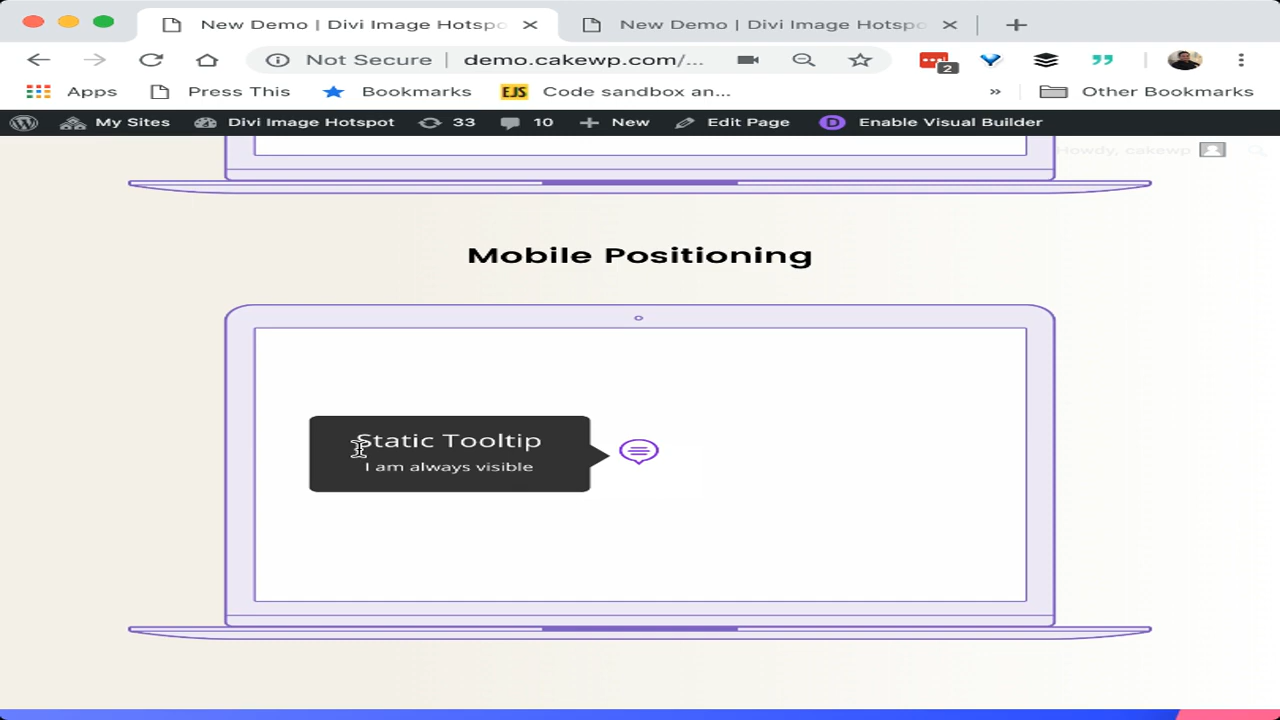 New Demo | Divi Image Hotspo
New Demo | Divi Image Hotspo
Not Secure | demo.cakewp.com/...
2
Apps
Press This
Bookmarks
EJS
Code sandbox an...
»
Other Bookmarks
My Sites
Divi Image Hotspot
33
10
New
Edit Page
D
Enable Visual Builder
Howdy, cakewp
Mobile Positioning
Static Tooltip
I am always visible